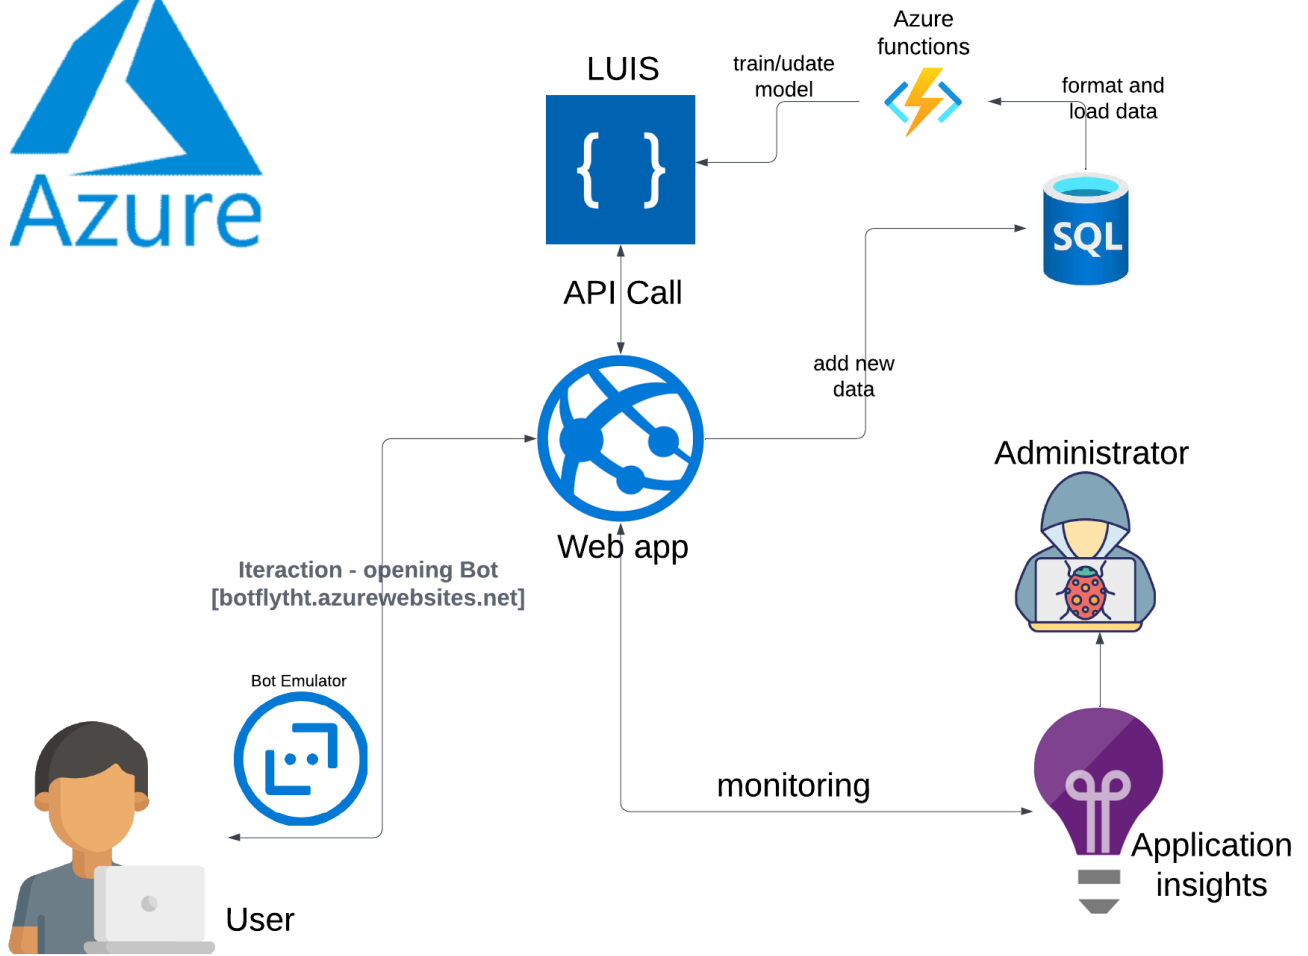 Azure
LUIS
{ }
train/udate
model
Azure
functions
format and
load data
SQL
API Call
add new
data
Web app
Iteraction - opening Bot
[botflytht.azurewebsites.net]
Bot Emulator
User
monitoring
Administrator
Application
insights